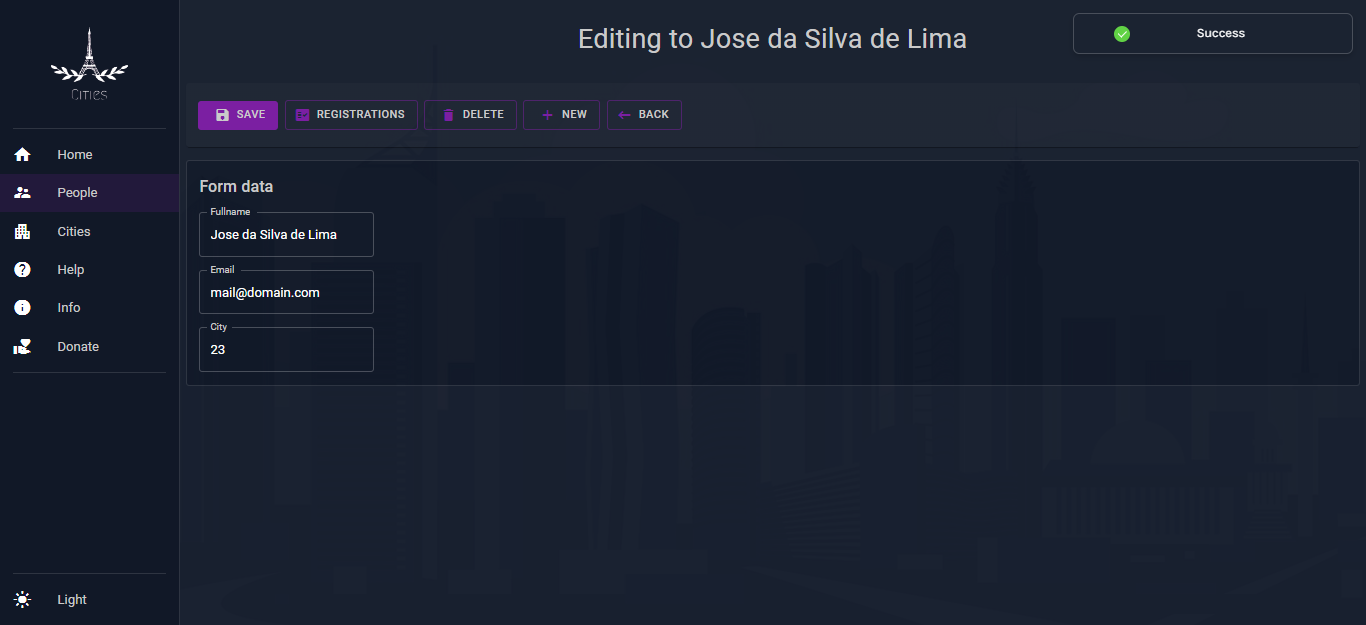 Cities
Home
People
Cities
Help
Info
Donate
Light
Editing to Jose da Silva de Lima
Success
SAVE
REGISTRATIONS
DELETE
NEW
BACK
Form data
Fullname
Jose da Silva de Lima
Email
mail@domain.com
City
23